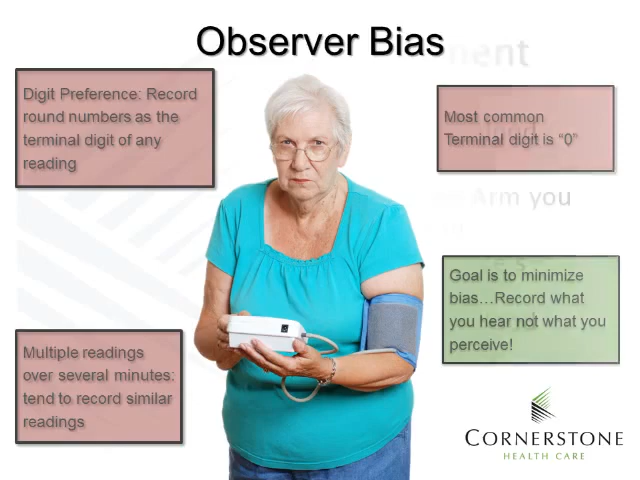 Observer Bias
Digit Preference: Record
round numbers as the
terminal digit of any
reading
Most common
Terminal digit is “0”
Arm you
Goal is to minimize
bias…Record what
you hear not what you
perceive!
Multiple readings
over several minutes:
tend to record similar
readings
CORNERSTONE
HEALTH CARE